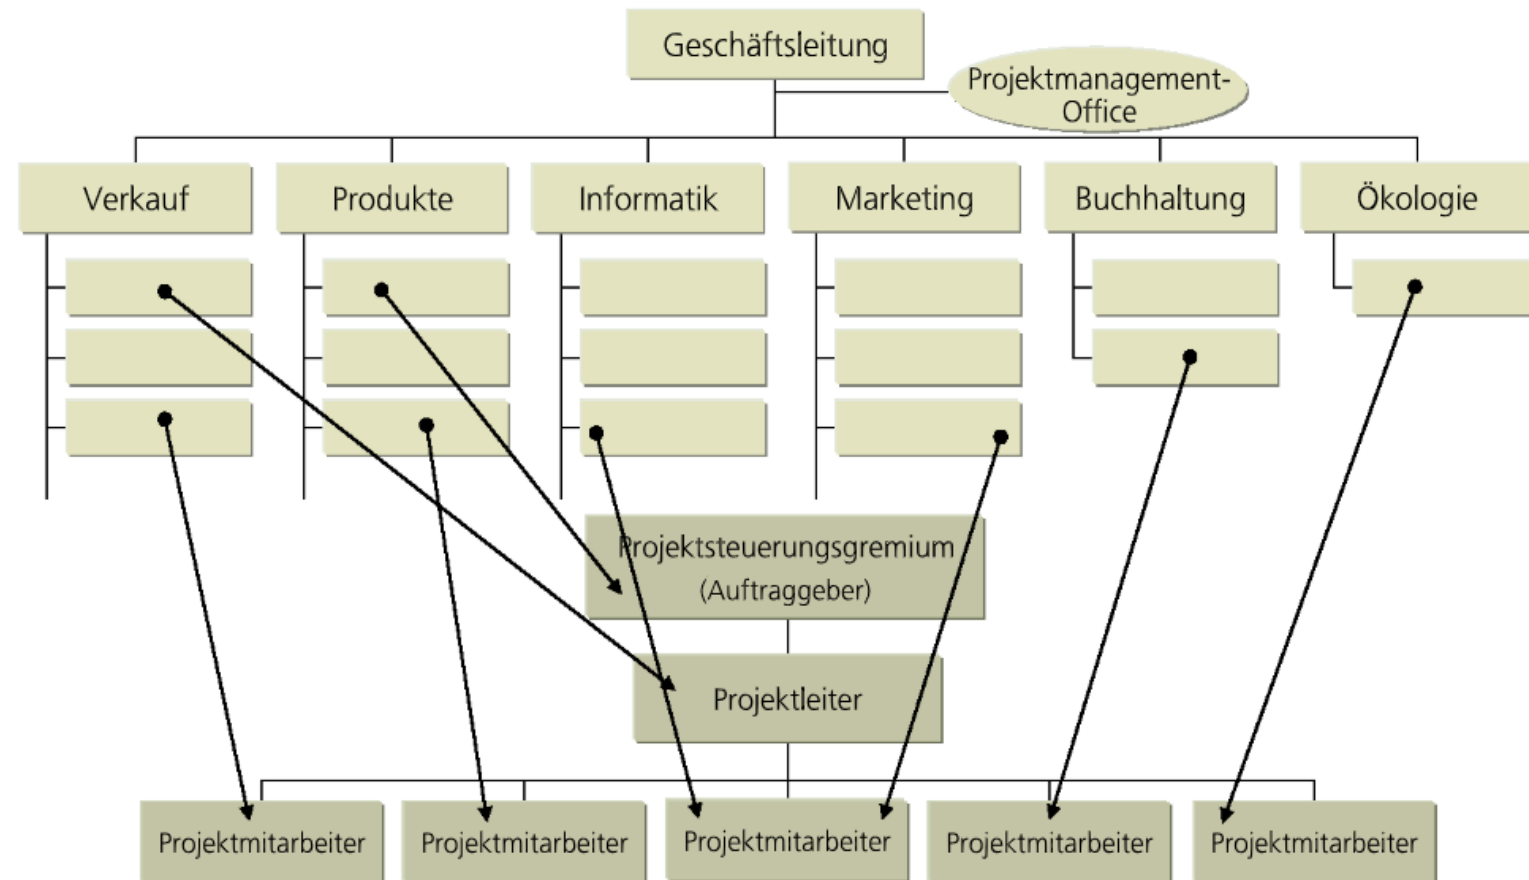 Geschäftsleitung
Projektmanagement-
Office
Verkauf
Produkte
Informatik
Marketing
Buchhaltung
Ökologie
Projektsteuerungsgremium
(Auftraggeber)
Projektleiter
Projektmitarbeiter
Projektmitarbeiter
Projektmitarbeiter
Projektmitarbeiter
Projektmitarbeiter